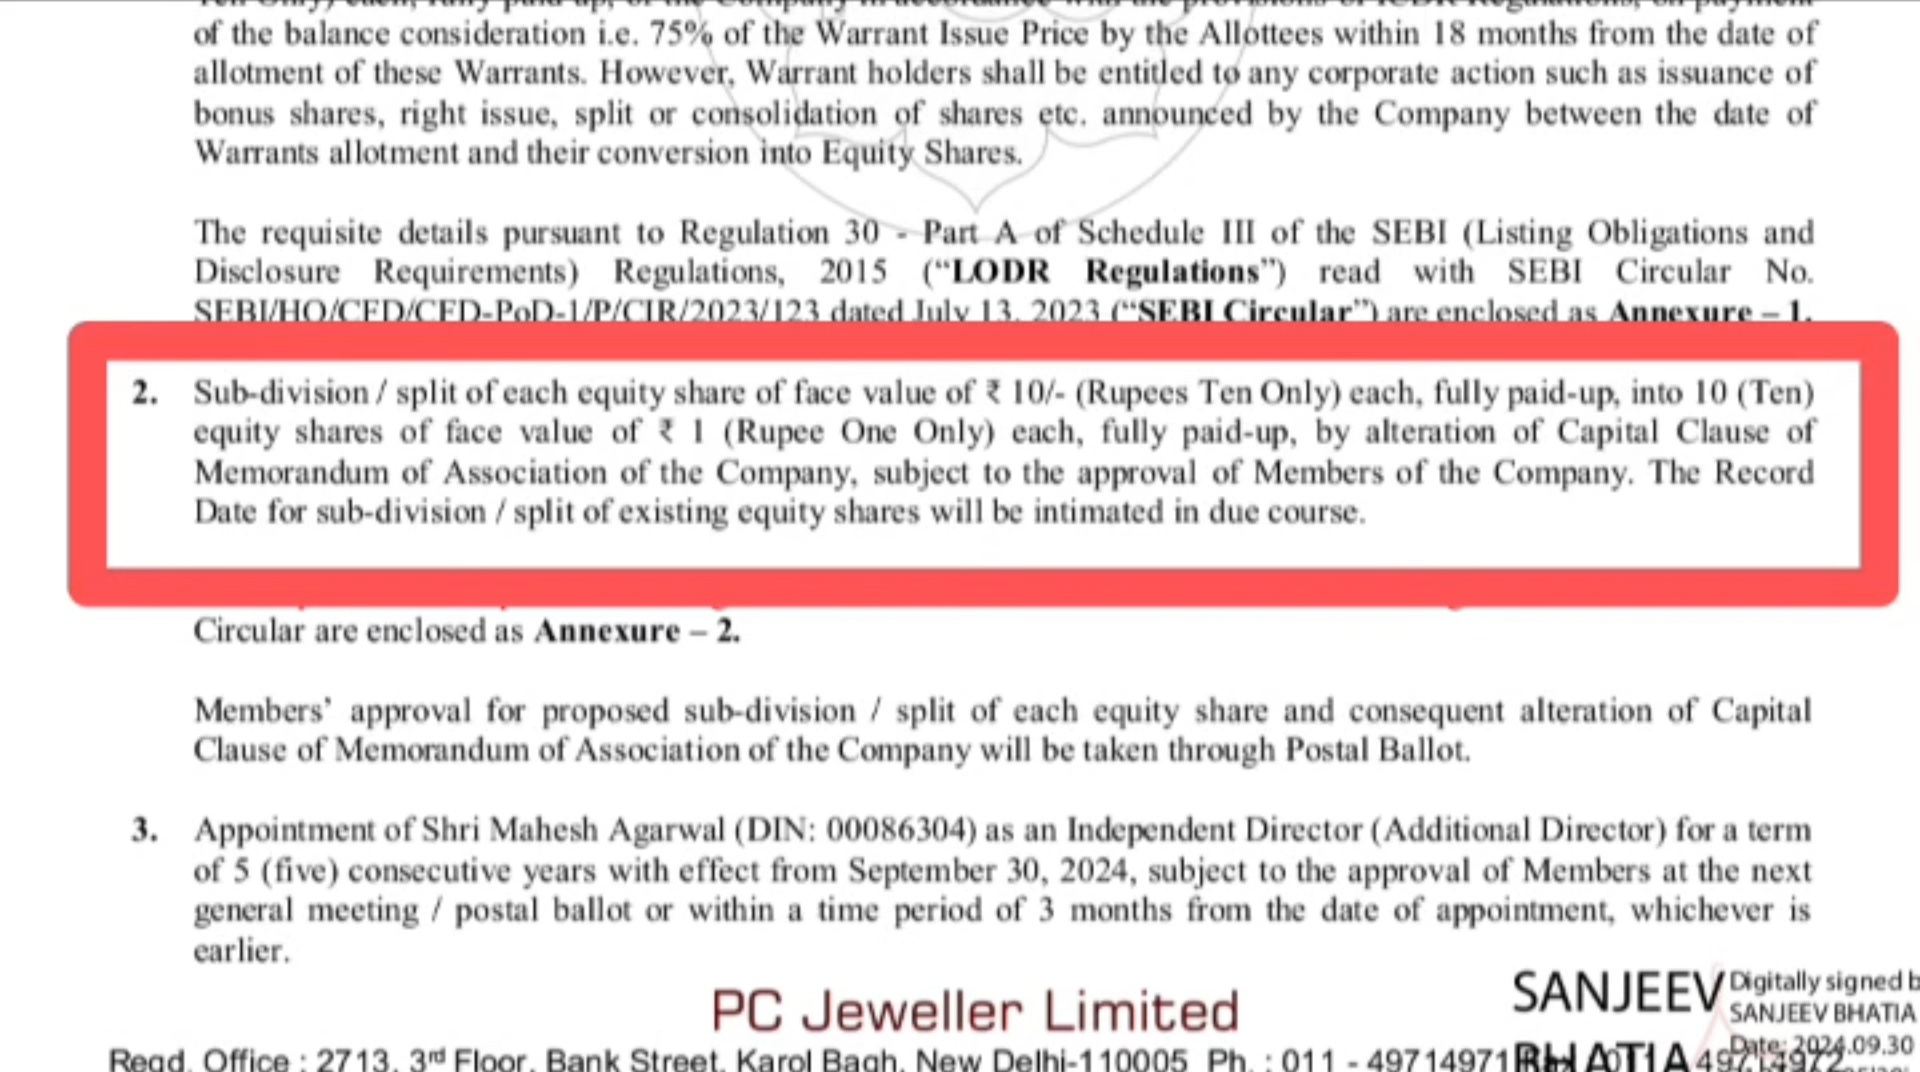 of the balance consideration i.e. 75% of the Warrant Issue Price by the Allottees within 18 months from the date of
allotment of these Warrants. However, Warrant holders shall be entitled to any corporate action such as issuance of
bonus shares, right issue, split or consolidation of shares etc. announced by the Company between the date of
Warrants allotment and their conversion into Equity Shares.
The requisite details pursuant to Regulation 30 - Part A of Schedule III of the SEBI (Listing Obligations and
Disclosure Requirements) Regulations, 2015 (“LODR Regulations”) read with SEBI Circular No.
SEBI/HO/CFD/CFD-PoD-1/P/CIR/2023/123 dated July 13, 2023 (“SEBI Circular”) are enclosed as Annexure – 1.
2. Sub-division / split of each equity share of face value of ₹ 10/- (Rupees Ten Only) each, fully paid-up, into 10 (Ten)
equity shares of face value of ₹ 1 (Rupee One Only) each, fully paid-up, by alteration of Capital Clause of
Memorandum of Association of the Company, subject to the approval of Members of the Company. The Record
Date for sub-division / split of existing equity shares will be intimated in due course.
Circular are enclosed as Annexure – 2.
Members’ approval for proposed sub-division / split of each equity share and consequent alteration of Capital
Clause of Memorandum of Association of the Company will be taken through Postal Ballot.
3. Appointment of Shri Mahesh Agarwal (DIN: 00086304) as an Independent Director (Additional Director) for a term
of 5 (five) consecutive years with effect from September 30, 2024, subject to the approval of Members at the next
general meeting / postal ballot or within a time period of 3 months from the date of appointment, whichever is
earlier.
PC Jeweller Limited
SANJEEV
BHATIA
Digitally signed b
SANJEEV BHATIA
Date: 2024.09.30
Regd. Office : 2713, 3rd Floor, Bank Street, Karol Bagh, New Delhi-110005 Ph. : 011 - 49714971